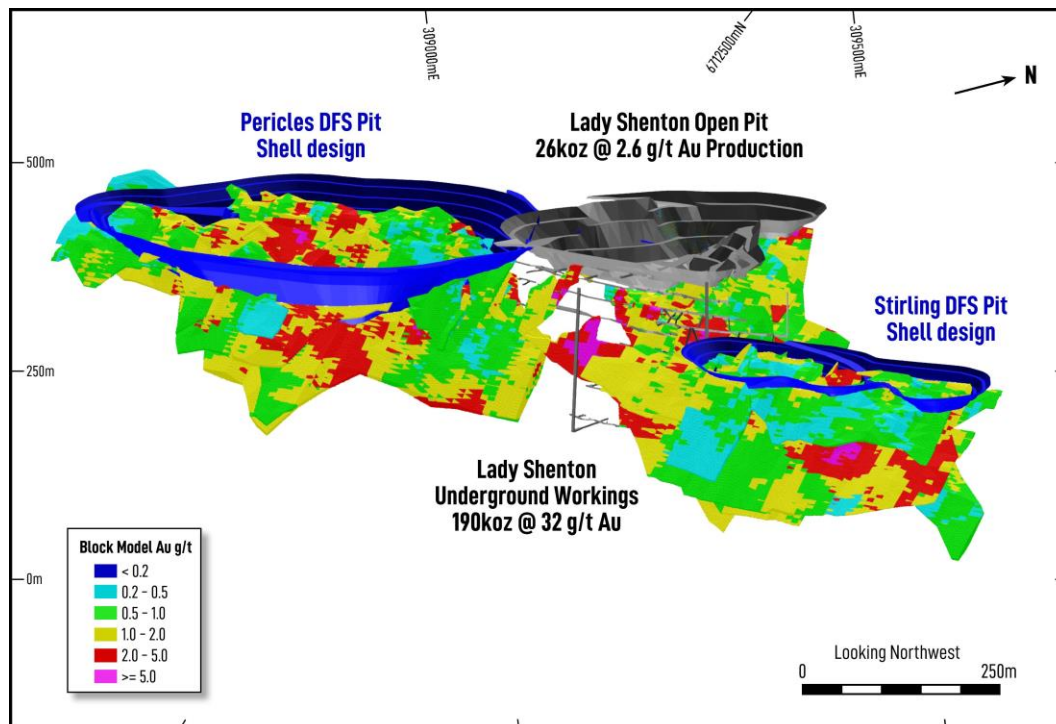 309000mE
6712500mN
309500mE
N
Pericles DFS Pit
Shell design
Lady Shenton Open Pit
26koz @ 2.6 g/t Au Production
500m
Stirling DFS Pit
Shell design
250m
Lady Shenton
Underground Workings
190koz @ 32 g/t Au
Block Model Au g/t
< 0.2
0.2 – 0.5
0.5 – 1.0
1.0 – 2.0
2.0 – 5.0
>= 5.0
0m
Looking Northwest
0 250m